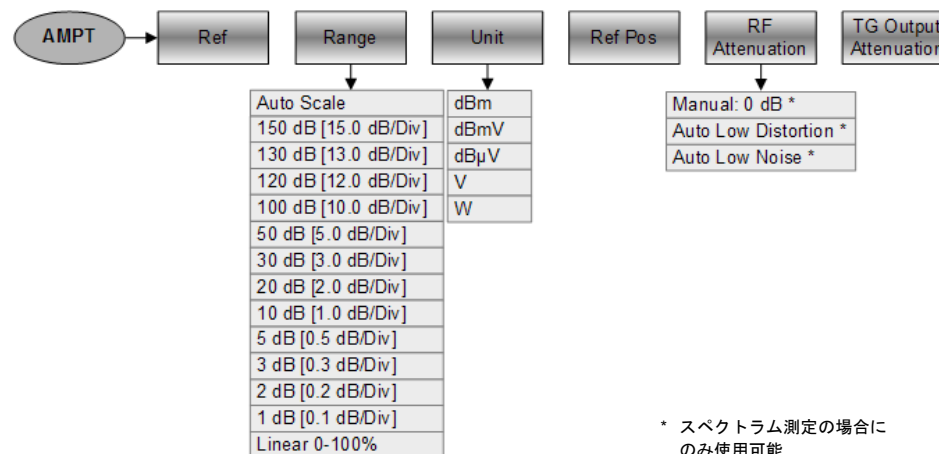 AMPT
Ref
Range
Unit
Ref Pos
RF
Attenuation
TG Output
Attenuation
Auto Scale
150 dB [15.0 dB/Div]
130 dB [13.0 dB/Div]
120 dB [12.0 dB/Div]
100 dB [10.0 dB/Div]
50 dB [5.0 dB/Div]
30 dB [3.0 dB/Div]
20 dB [2.0 dB/Div]
10 dB [1.0 dB/Div]
5 dB [0.5 dB/Div]
3 dB [0.3 dB/Div]
2 dB [0.2 dB/Div]
1 dB [0.1 dB/Div]
Linear 0-100%
dBm
dBmV
dBµV
V
W
Manual: 0 dB *
Auto Low Distortion *
Auto Low Noise *
* スペクトラム測定の場合に
のみ使用可能